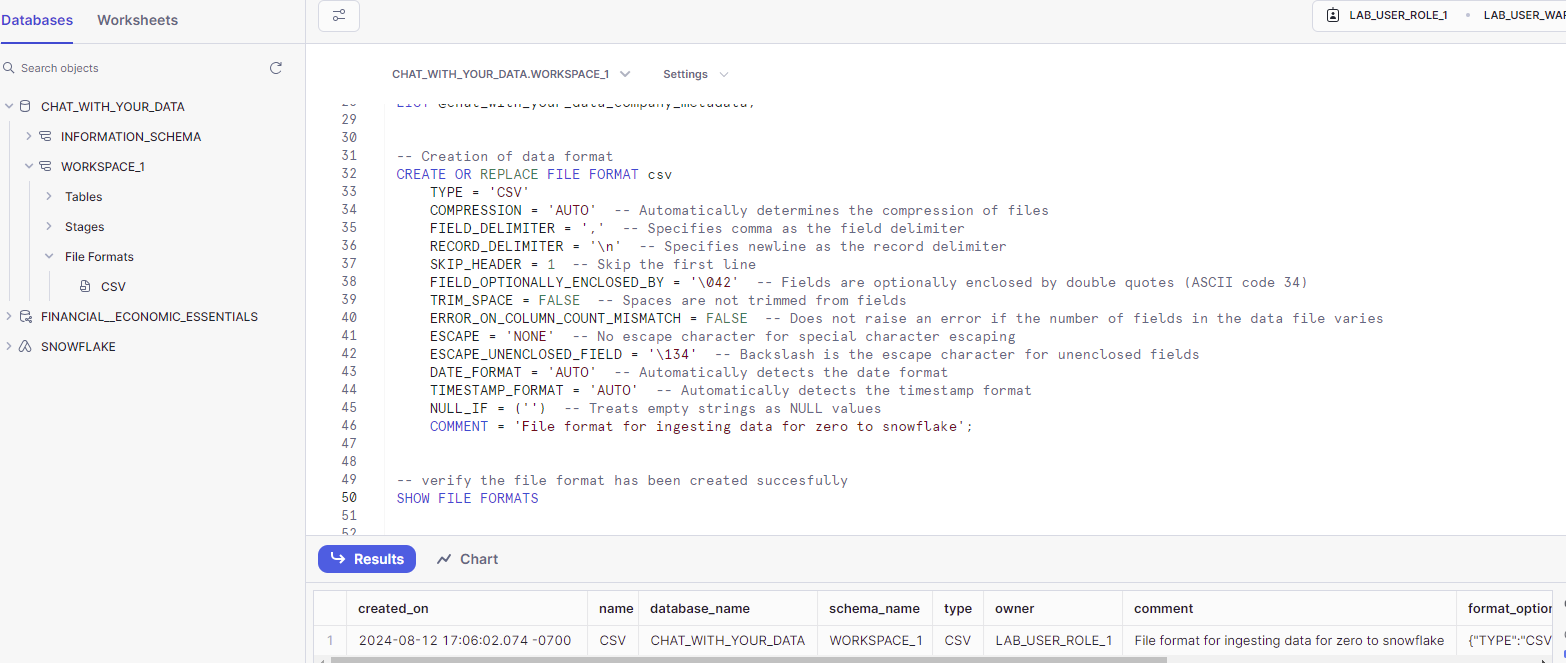 Databases Worksheets
LAB_USER_ROLE_1 LAB_USER_WAR
Search objects
CHAT_WITH_YOUR_DATA
INFORMATION_SCHEMA
WORKSPACE_1
Tables
Stages
File Formats
CSV
FINANCIAL__ECONOMIC_ESSENTIALS
SNOWFLAKE
CHAT_WITH_YOUR_DATA.WORKSPACE_1 Settings
28 LIST @chat_with_your_data_company_metadata;
29
30
31 -- Creation of data format
32 CREATE OR REPLACE FILE FORMAT csv
33 TYPE = 'CSV'
34 COMPRESSION = 'AUTO' -- Automatically determines the compression of files
35 FIELD_DELIMITER = ',' -- Specifies comma as the field delimiter
36 RECORD_DELIMITER = '\n' -- Specifies newline as the record delimiter
37 SKIP_HEADER = 1 -- Skip the first line
38 FIELD_OPTIONALLY_ENCLOSED_BY = '\042' -- Fields are optionally enclosed by double quotes (ASCII code 34)
39 TRIM_SPACE = FALSE -- Spaces are not trimmed from fields
40 ERROR_ON_COLUMN_COUNT_MISMATCH = FALSE -- Does not raise an error if the number of fields in the data file varies
41 ESCAPE = 'NONE' -- No escape character for special character escaping
42 ESCAPE_UNENCLOSED_FIELD = '\134' -- Backslash is the escape character for unenclosed fields
43 DATE_FORMAT = 'AUTO' -- Automatically detects the date format
44 TIMESTAMP_FORMAT = 'AUTO' -- Automatically detects the timestamp format
45 NULL_IF = ('') -- Treats empty strings as NULL values
46 COMMENT = 'File format for ingesting data for zero to snowflake';
47
48
49 -- verify the file format has been created succesfully
50 SHOW FILE FORMATS
51
52
Results Chart
created_on name database_name schema_name type owner comment format_option
1 2024-08-12 17:06:02.074 -0700 CSV CHAT_WITH_YOUR_DATA WORKSPACE_1 CSV LAB_USER_ROLE_1 File format for ingesting data for zero to snowflake {"TYPE":"CSV